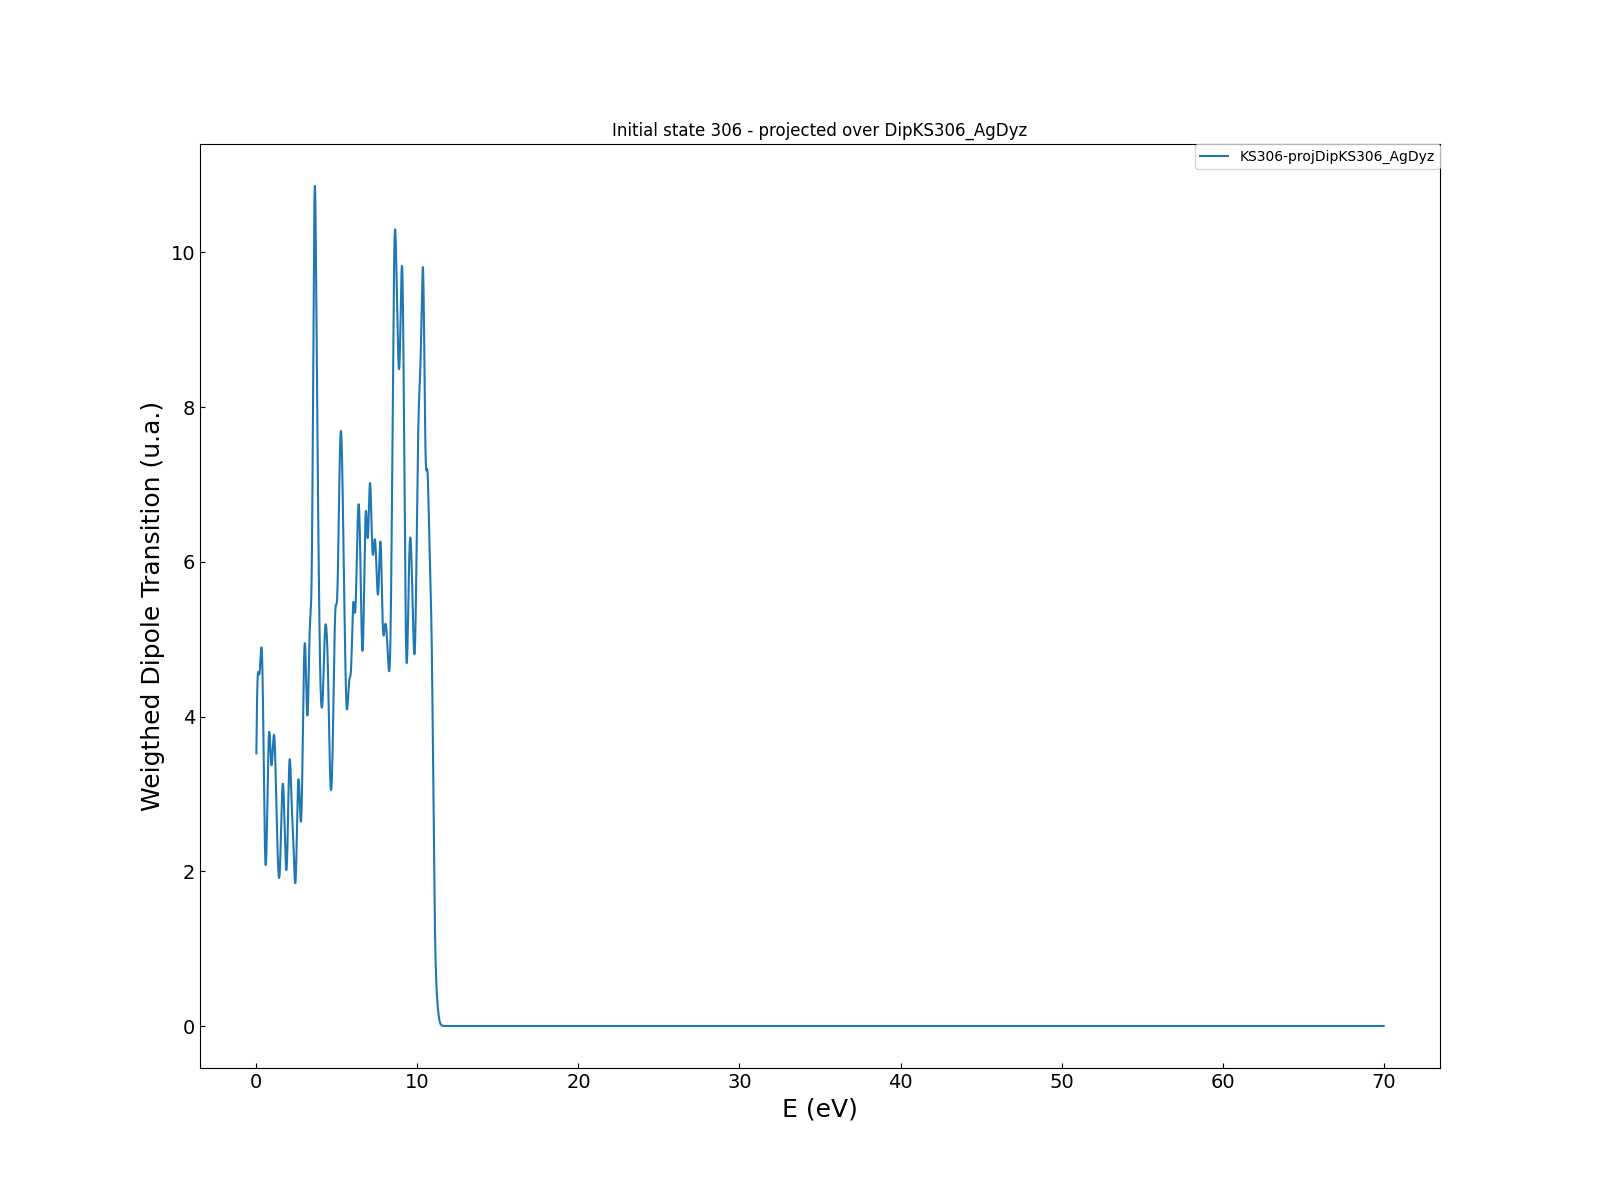 Initial state 306 - projected over DipKS306_AgDyz
KS306-projDipKS306_AgDyz
Weigthed Dipole Transition (u.a.)
10
8
6
4
2
0
0 10 20 30 40 50 60 70
E (eV)